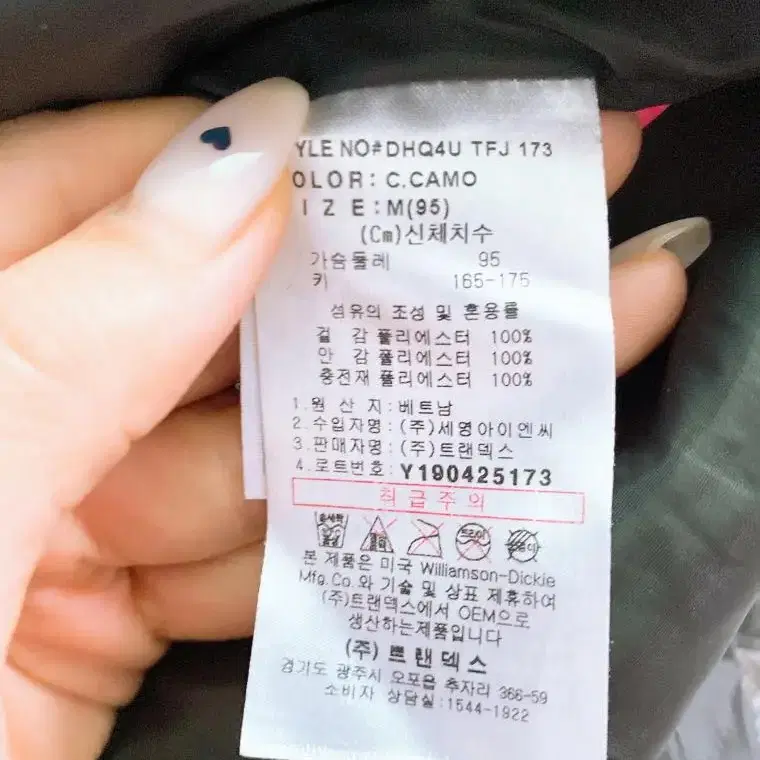 YLE NO#DHQ4U TFJ 173
OLOR: C.CAMO
I Z E:M(95)
(Cm)신체치수
가슴둘레 95
키 165-175
섬유의 조성 및 혼용률
겉 감 폴리에스터 100%
안 감 폴리에스터 100%
충전재 폴리에스터 100%
1.원 산 지:베트남
2.수입자명:(주)세영아이엔씨
3.판매자명:(주)트랜덱스
4.로트번호:Y190425173
취급주의
손세탁
드라이
본 제품은 미국 Williamson-Dickie
Mfg.Co.와 기술 및 상표 제휴하여
(주)트랜덱스에서 OEM으로
생산하는제품입니다
(주) 트랜덱스
경기도 광주시 오포읍 추자리 366-59
소비자 상담실:1544-1922